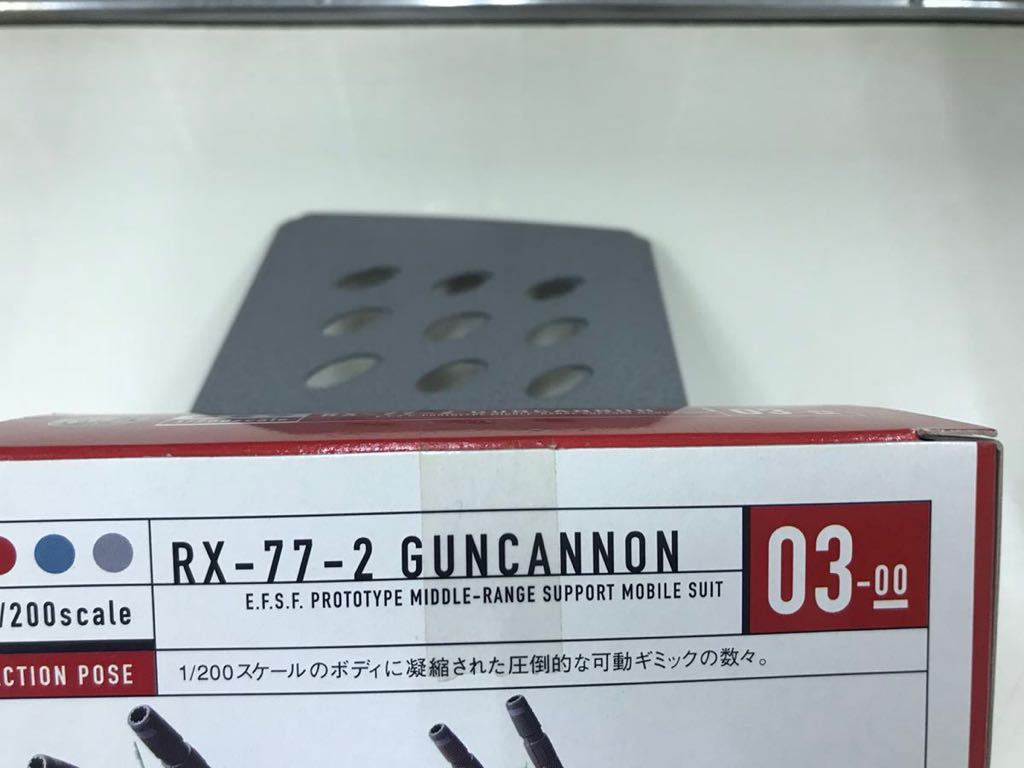 RX-77-2 GUNCANNON
03-00
E.F.S.F. PROTOTYPE MIDDLE-RANGE SUPPORT MOBILE SUIT
/200scale
CTION POSE
1/200スケールのボディに凝縮された圧倒的な可動ギミックの数々。